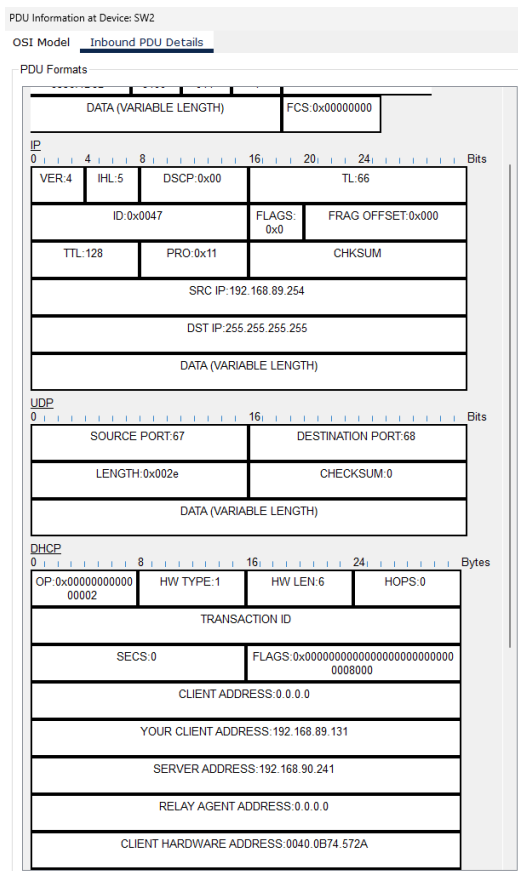 PDU Information at Device: SW2
OSI Model Inbound PDU Details
PDU Formats
DATA (VARIABLE LENGTH) FCS:0x00000000
IP
0 4 8 16 20 24 Bits
VER:4 IHL:5 DSCP:0x00 TL:66
ID:0x0047 FLAGS: FRAG OFFSET:0x000
0x0
TTL:128 PRO:0x11 CHKSUM
SRC IP:192.168.89.254
DST IP:255.255.255.255
DATA (VARIABLE LENGTH)
UDP
0 16 Bits
SOURCE PORT:67 DESTINATION PORT:68
LENGTH:0x002e CHECKSUM:0
DATA (VARIABLE LENGTH)
DHCP
0 8 16 24 Bytes
OP:0x00000000000 HW TYPE:1 HW LEN:6 HOPS:0
00002
TRANSACTION ID
SECS:0 FLAGS:0x0000000000000000000000000
0008000
CLIENT ADDRESS:0.0.0.0
YOUR CLIENT ADDRESS:192.168.89.131
SERVER ADDRESS:192.168.90.241
RELAY AGENT ADDRESS:0.0.0.0
CLIENT HARDWARE ADDRESS:0040.0B74.572A